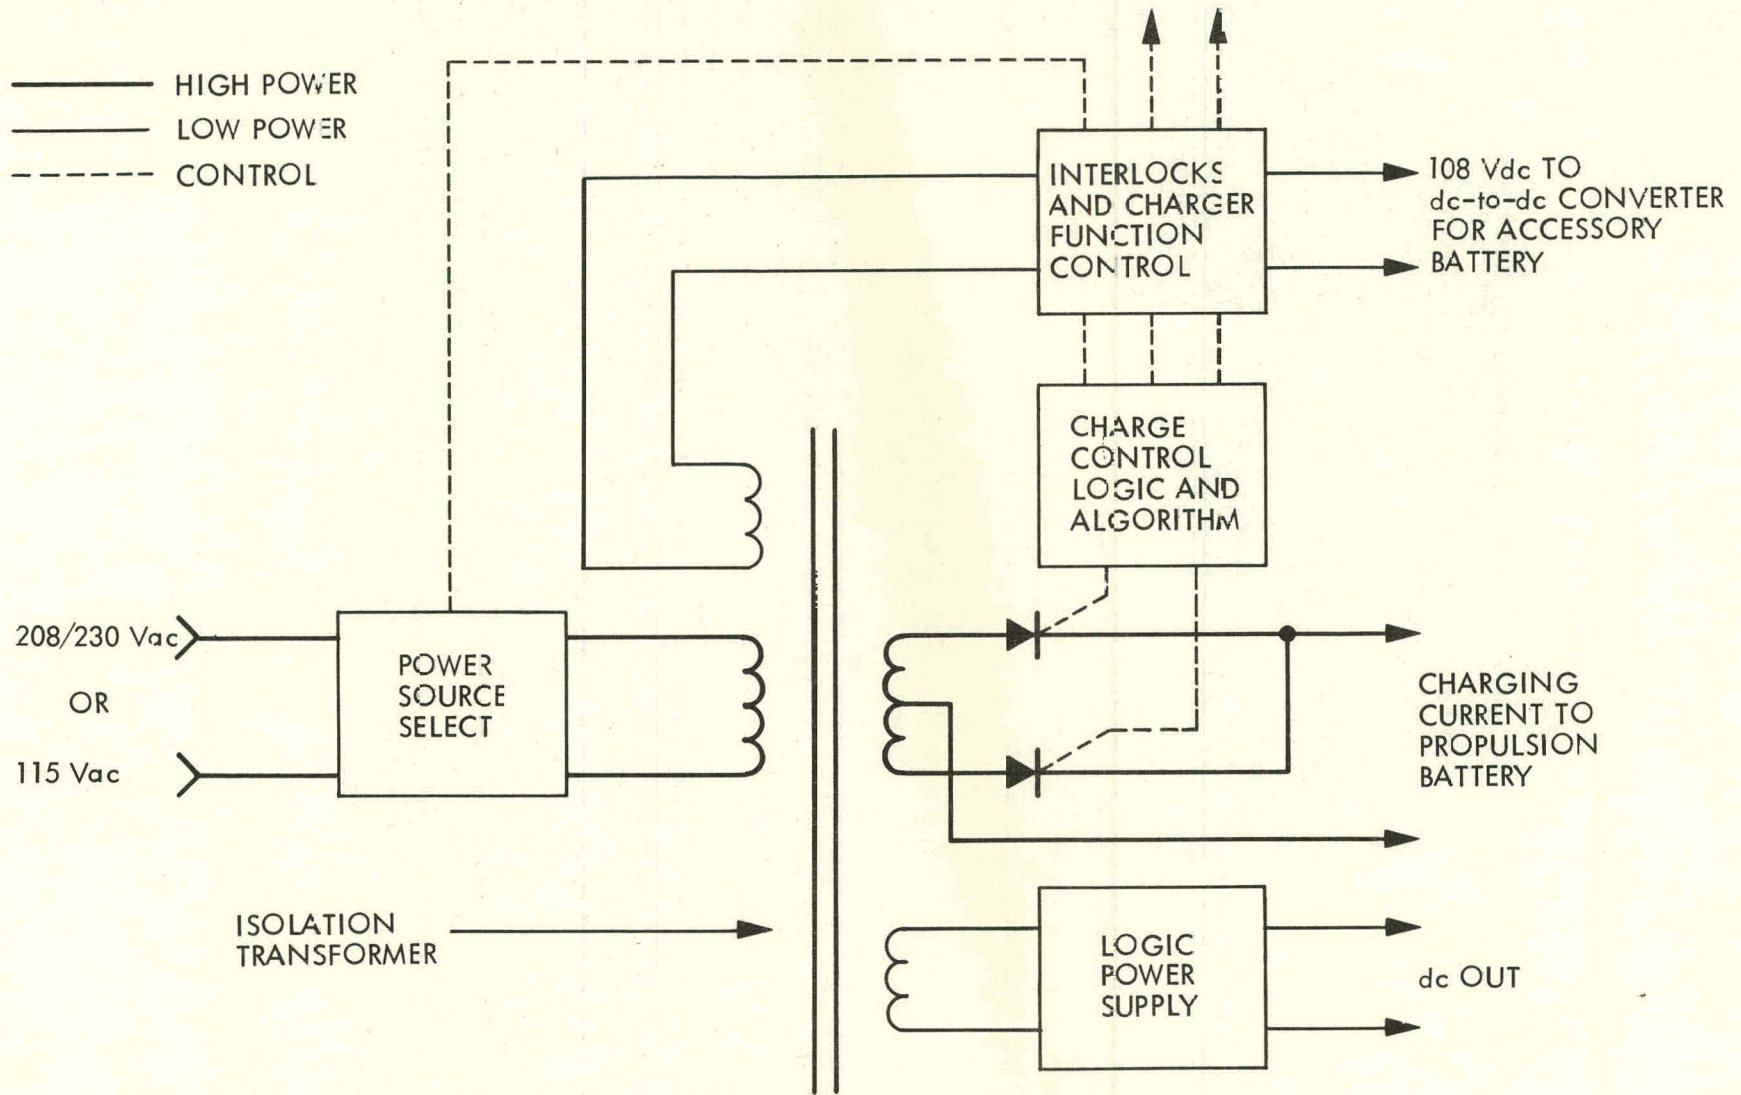 HIGH POWER
LOW POWER
CONTROL
INTERLOCKS
AND CHARGER
FUNCTION
CONTROL
108 Vdc TO
dc-to-dc CONVERTER
FOR ACCESSORY
BATTERY
CHARGE
CONTROL
LOGIC AND
ALGORITHM
208/230 Vac
OR
115 Vac
POWER
SOURCE
SELECT
CHARGING
CURRENT TO
PROPULSION
BATTERY
ISOLATION
TRANSFORMER
LOGIC
POWER
SUPPLY
dc OUT